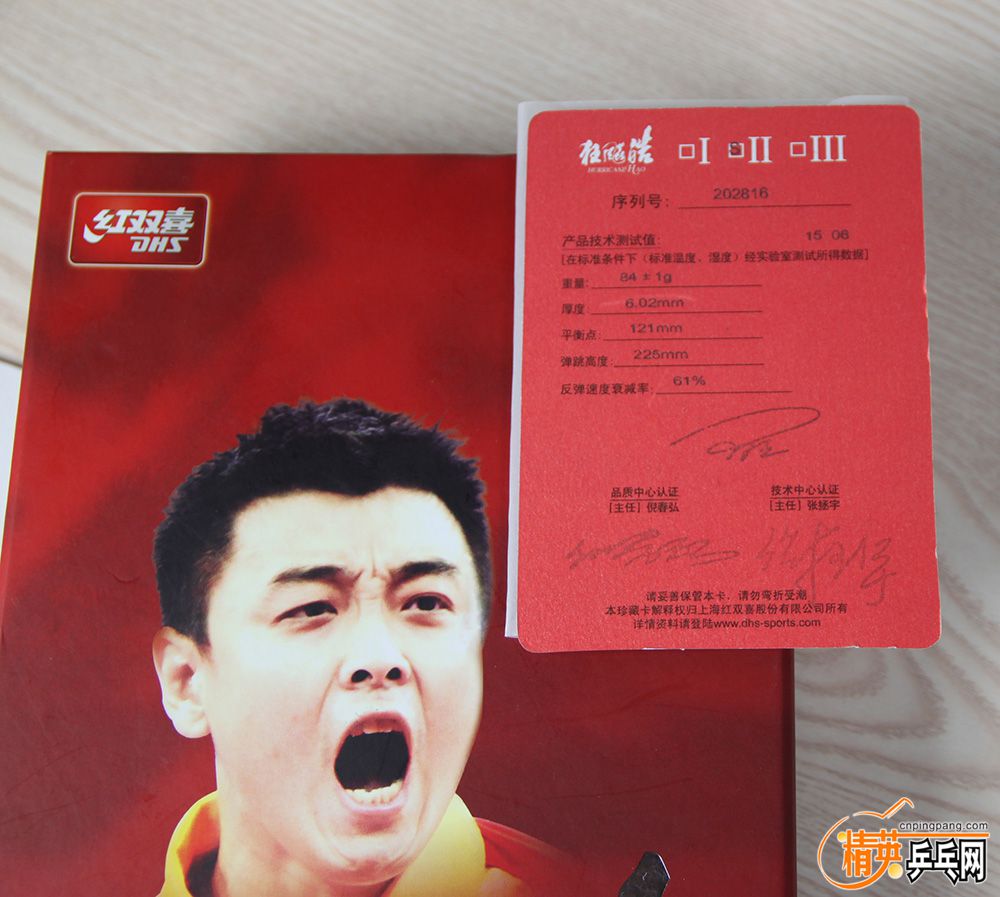 红双喜
DHS
狂飚皓 I S II III
HURRICANE HAO
序列号: 202816
产品技术测试值: 15 08
[在标准条件下（标准温度、湿度）经实验室测试所得数据]
重量: 84 ± 1g
厚度: 6.02mm
平衡点: 121mm
弹跳高度: 225mm
反弹速度衰减率: 61%
品质中心认证 技术中心认证
[主任] 倪春弘 [主任] 张拯宇
请妥善保管本卡，请勿弯折受潮
本珍藏卡解释权归上海红双喜股份有限公司所有
详情资料请登陆www.dhs-sports.com
cnpingpang.com
精英乒乓网